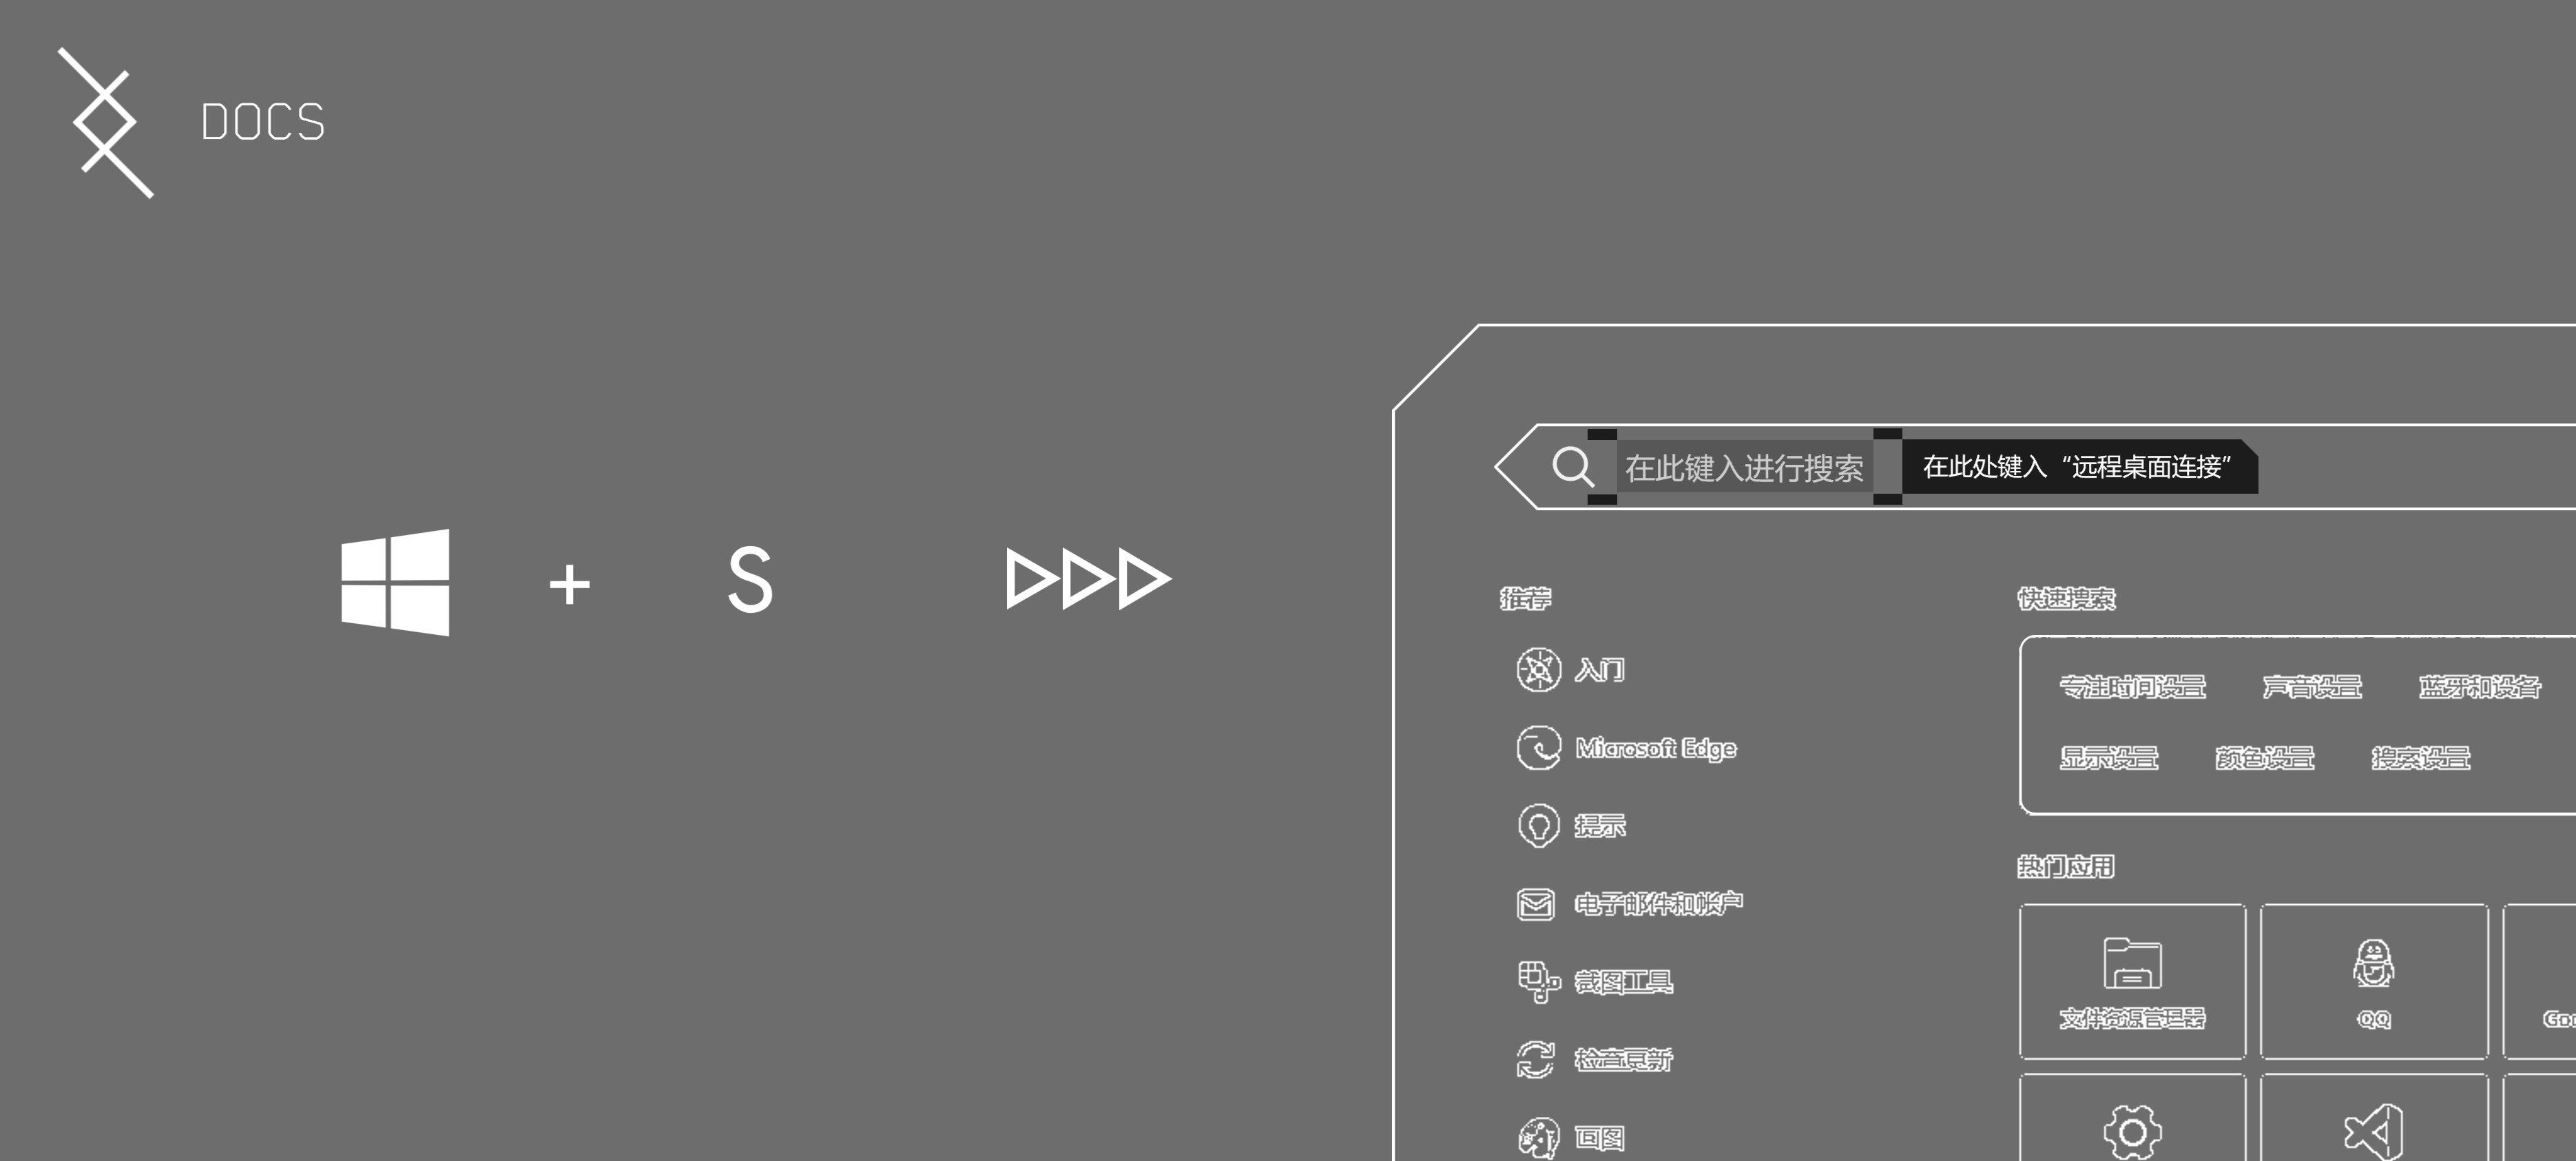 DOCS
在此键入进行搜索 在此处键入“远程桌面连接”
+ S
推荐
快速搜索
入门
专注时间设置 声音设置 蓝牙和设备
Microsoft Edge
显示设置 颜色设置 搜索设置
提示
热门应用
电子邮件和帐户
截图工具
文件资源管理器 QQ Goo
检查更新
画图